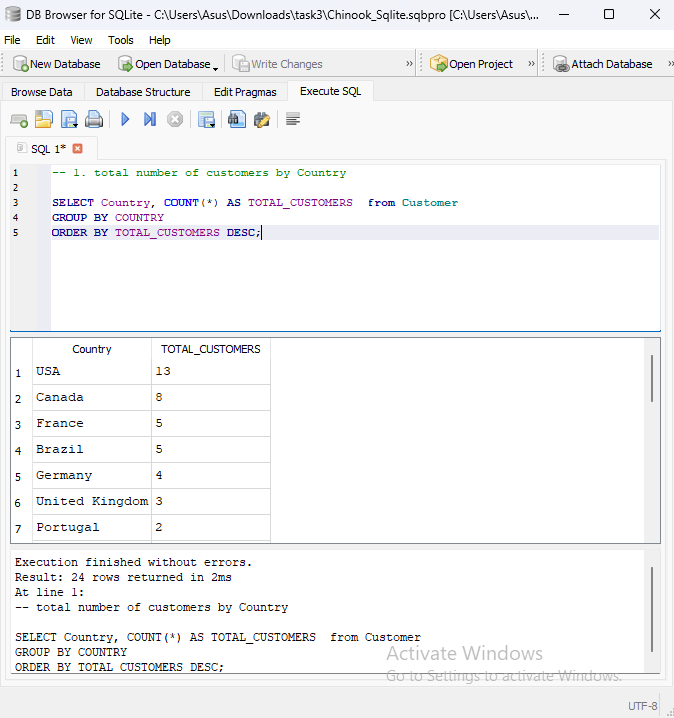 DB Browser for SQLite - C:\Users\Asus\Downloads\task3\Chinook_Sqlite.sqbpro [C:\Users\Asus\...
File Edit View Tools Help
New Database Open Database Write Changes » Open Project » Attach Database »
Browse Data Database Structure Edit Pragmas Execute SQL
SQL 1*
1 -- 1. total number of customers by Country
2
3 SELECT Country, COUNT(*) AS TOTAL_CUSTOMERS  from Customer
4 GROUP BY COUNTRY
5 ORDER BY TOTAL_CUSTOMERS DESC;
Country TOTAL_CUSTOMERS
1 USA 13
2 Canada 8
3 France 5
4 Brazil 5
5 Germany 4
6 United Kingdom 3
7 Portugal 2
Execution finished without errors.
Result: 24 rows returned in 2ms
At line 1:
-- total number of customers by Country
SELECT Country, COUNT(*) AS TOTAL_CUSTOMERS  from Customer
GROUP BY COUNTRY
ORDER BY TOTAL_CUSTOMERS DESC;
Activate Windows
Go to Settings to activate Windows.
UTF-8